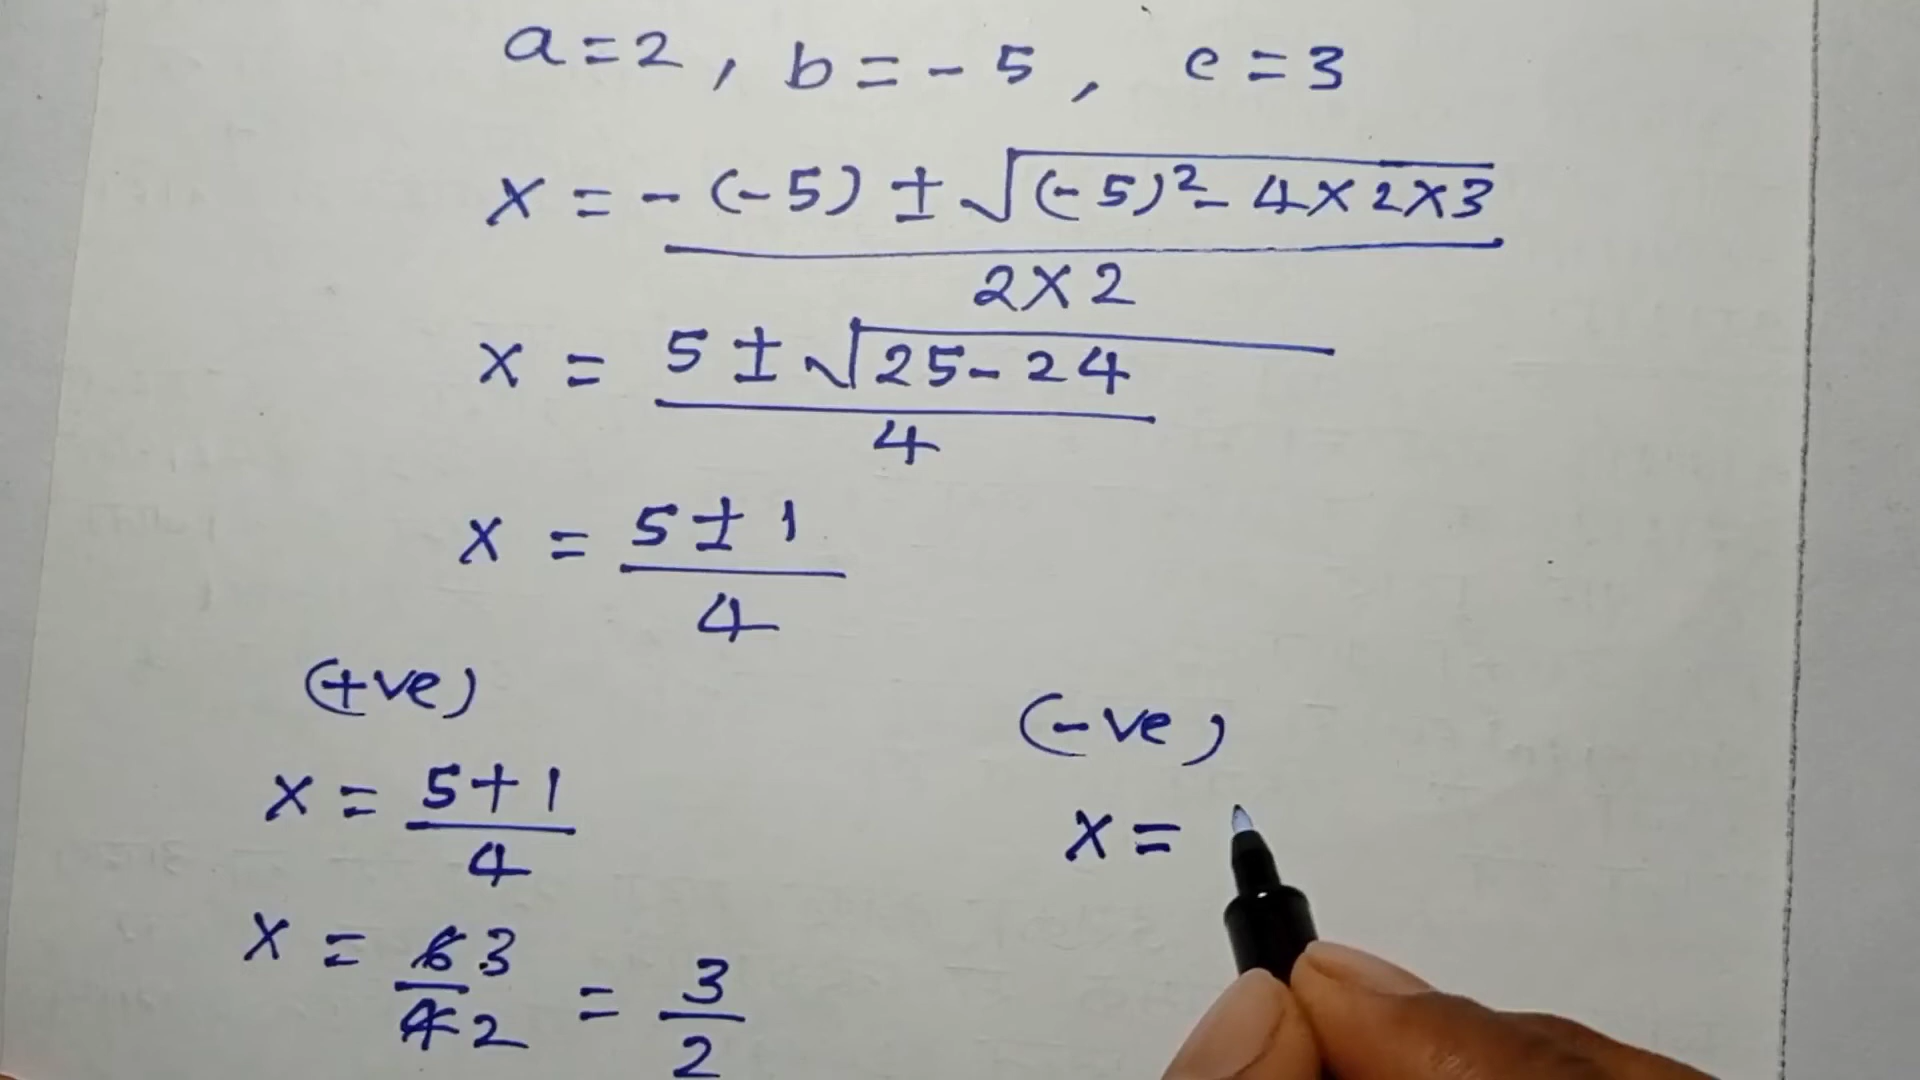 a = 2 , b = - 5 , c = 3
x = - (-5) ± √(-5)² - 4 × 2 × 3
2 × 2
x = 5 ± √25 - 24
4
x = 5 ± 1
4
(+ve)
x = 5 + 1
4
x = 6 3
4 2
= 3
2
(-ve)
x =